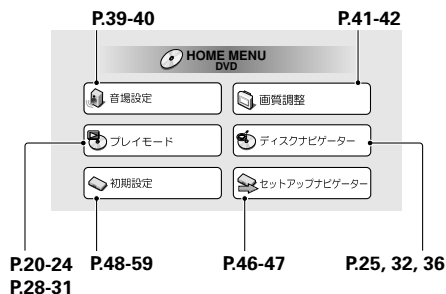 P.39-40
P.41-42
HOME MENU
DVD
音場設定
画質調整
プレイモード
ディスクナビゲーター
初期設定
セットアップナビゲーター
P.20-24
P.28-31
P.48-59
P.46-47
P.25, 32, 36